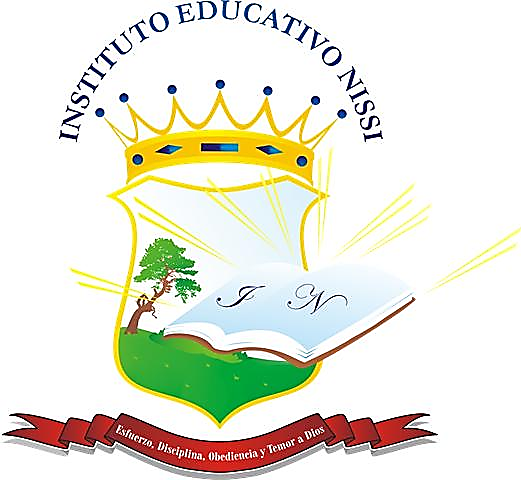 INSTITUTO EDUCATIVO NISSI
I N
Esfuerzo, Disciplina, Obediencia y Temor a Dios